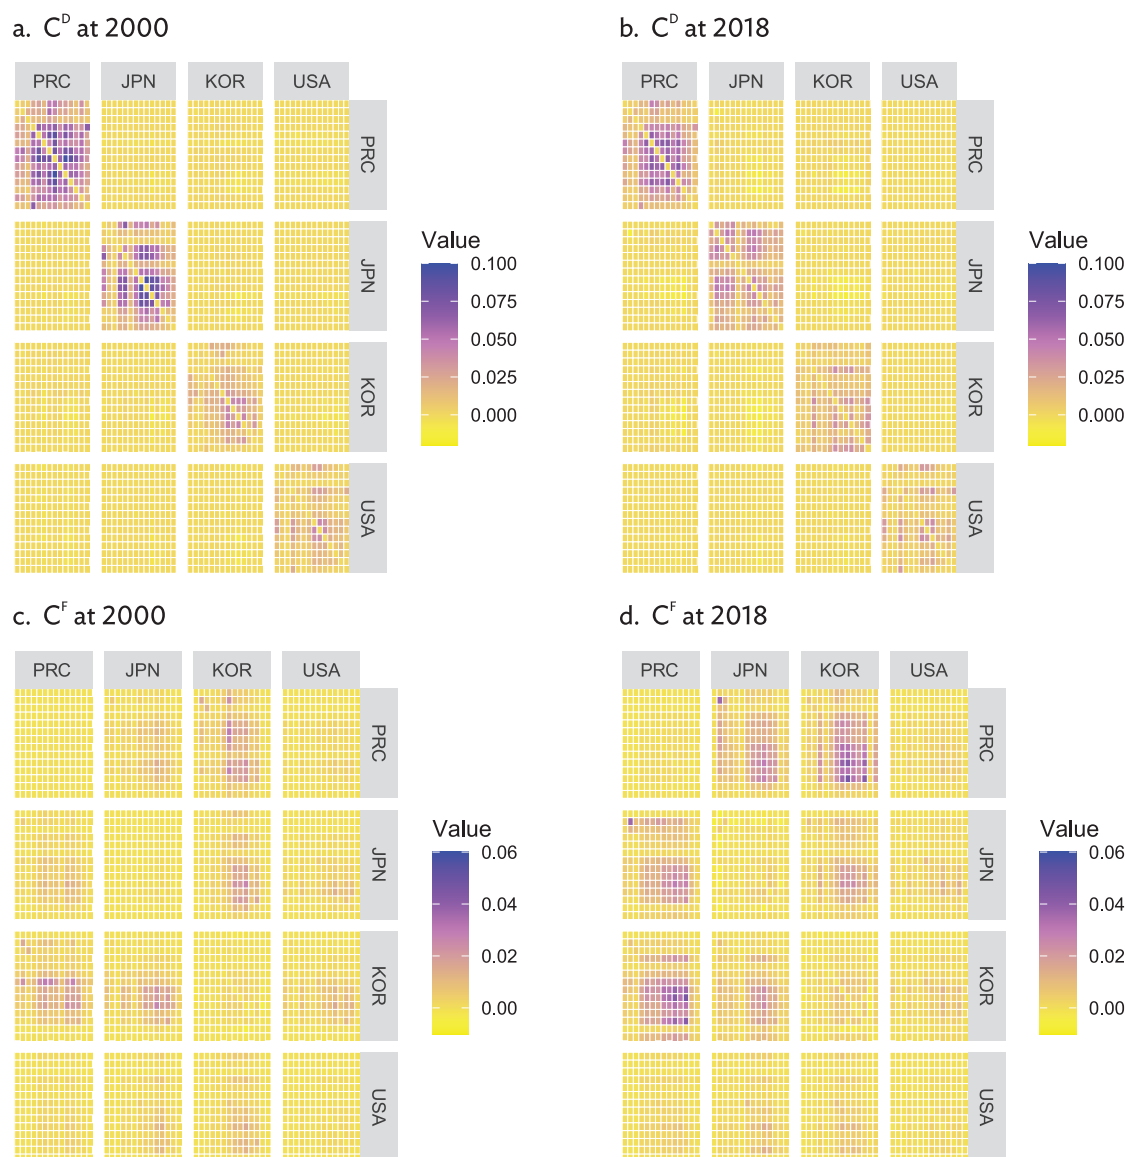 a. C^D at 2000
PRC JPN KOR USA
PRC
JPN
KOR
USA
Value
0.100
0.075
0.050
0.025
0.000
b. C^D at 2018
PRC JPN KOR USA
PRC
JPN
KOR
USA
Value
0.100
0.075
0.050
0.025
0.000
c. C^F at 2000
PRC JPN KOR USA
PRC
JPN
KOR
USA
Value
0.06
0.04
0.02
0.00
d. C^F at 2018
PRC JPN KOR USA
PRC
JPN
KOR
USA
Value
0.06
0.04
0.02
0.00